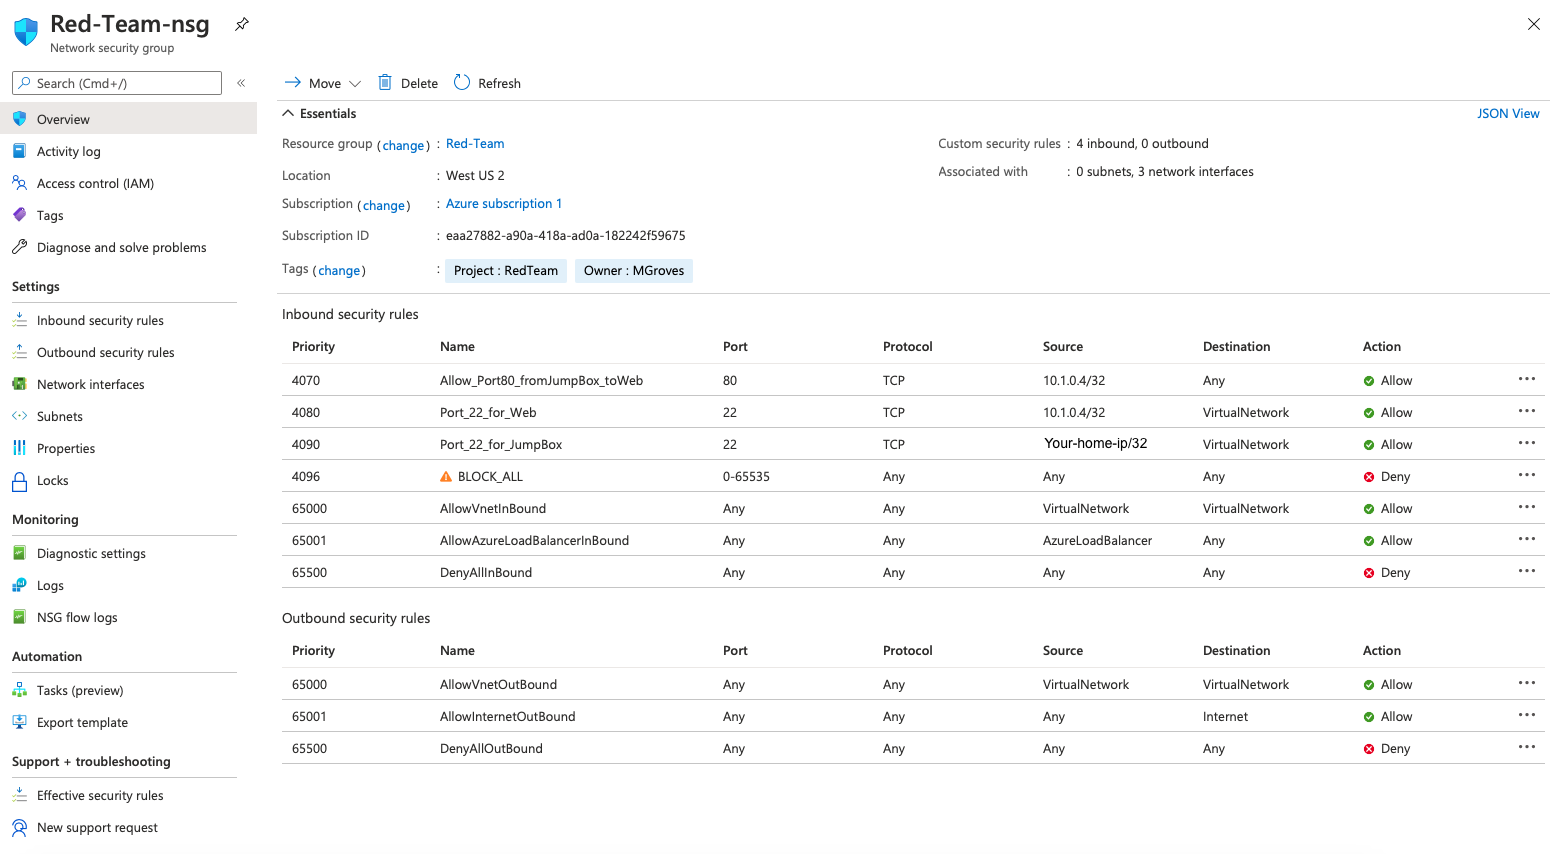 Red-Team-nsg
Network security group
Search (Cmd+/)
«
Overview
Activity log
Access control (IAM)
Tags
Diagnose and solve problems
Settings
Inbound security rules
Outbound security rules
Network interfaces
Subnets
Properties
Locks
Monitoring
Diagnostic settings
Logs
NSG flow logs
Automation
Tasks (preview)
Export template
Support + troubleshooting
Effective security rules
New support request
Move Delete Refresh
Essentials JSON View
Resource group (change) : Red-Team
Location : West US 2
Subscription (change) : Azure subscription 1
Subscription ID : eaa27882-a90a-418a-ad0a-182242f59675
Tags (change) : Project : RedTeam Owner : MGroves
Custom security rules : 4 inbound, 0 outbound
Associated with : 0 subnets, 3 network interfaces
Inbound security rules
Priority Name Port Protocol Source Destination Action
4070 Allow_Port80_fromJumpBox_toWeb 80 TCP 10.1.0.4/32 Any Allow ...
4080 Port_22_for_Web 22 TCP 10.1.0.4/32 VirtualNetwork Allow ...
4090 Port_22_for_JumpBox 22 TCP Your-home-ip/32 VirtualNetwork Allow ...
4096 BLOCK_ALL 0-65535 Any Any Any Deny ...
65000 AllowVnetInBound Any Any VirtualNetwork VirtualNetwork Allow ...
65001 AllowAzureLoadBalancerInBound Any Any AzureLoadBalancer Any Allow ...
65500 DenyAllInBound Any Any Any Any Deny ...
Outbound security rules
Priority Name Port Protocol Source Destination Action
65000 AllowVnetOutBound Any Any VirtualNetwork VirtualNetwork Allow ...
65001 AllowInternetOutBound Any Any Any Internet Allow ...
65500 DenyAllOutBound Any Any Any Any Deny ...